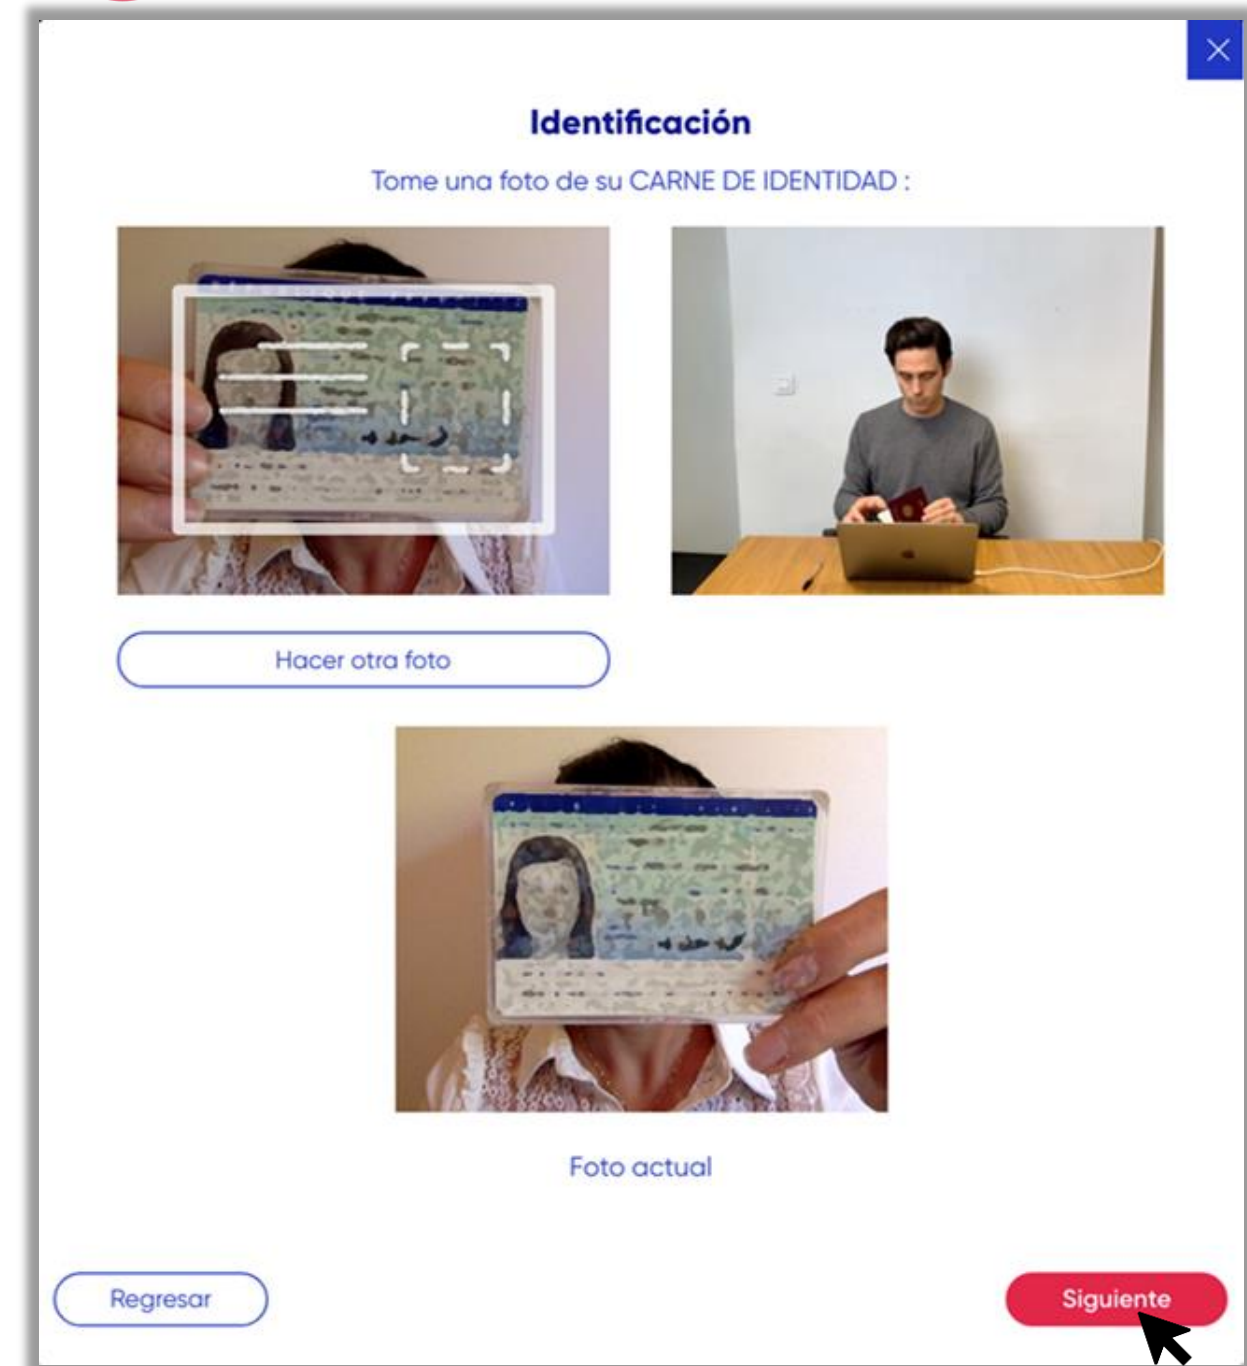 Identificación
Tome una foto de su CARNE DE IDENTIDAD :
Hacer otra foto
Foto actual
Regresar
Siguiente